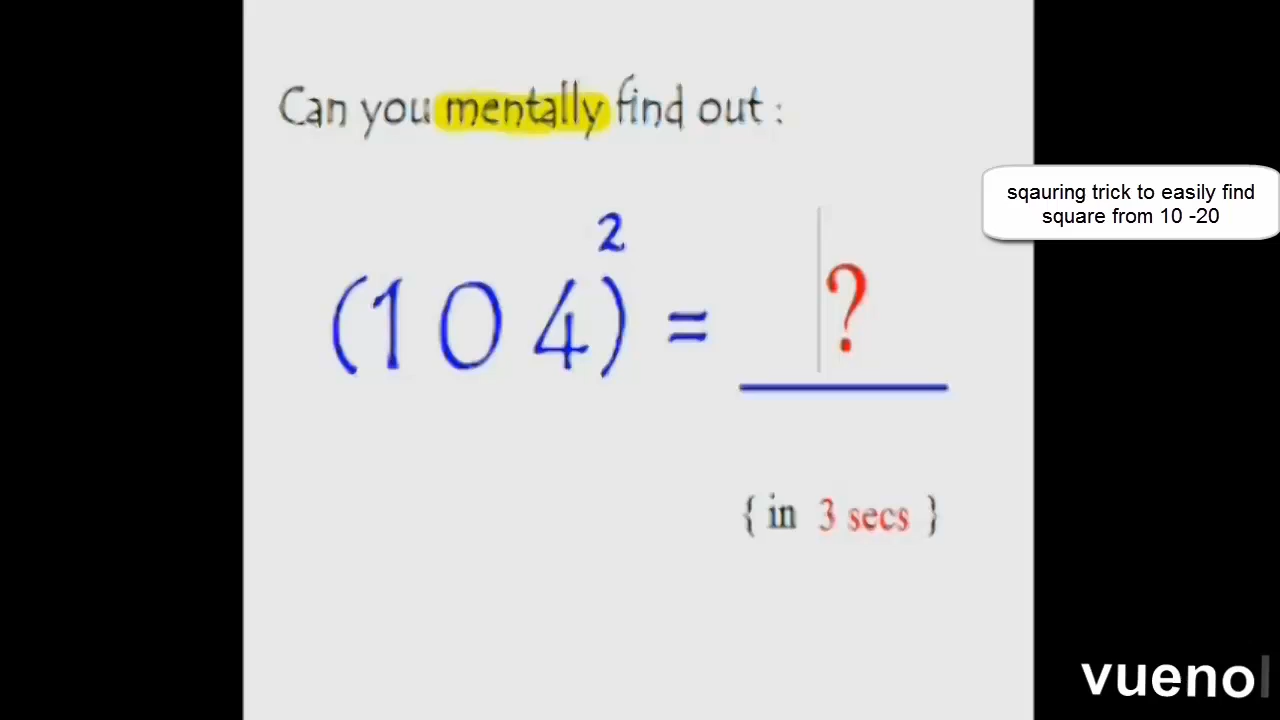 Can you mentally find out :
sqauring trick to easily find
square from 10 -20
(104)² = ?
{ in 3 secs }
vueno